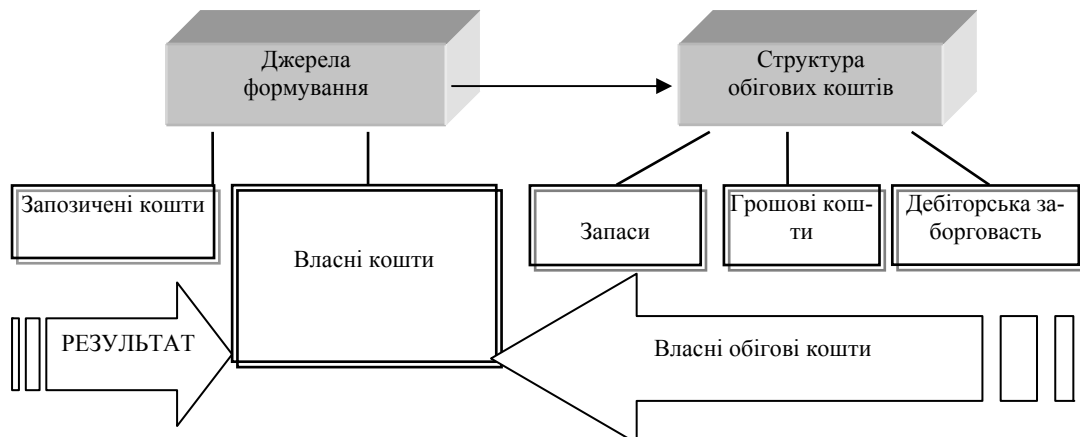 Джерела
формування
Структура
обігових коштів
Запозичені кошти
Власні кошти
Запаси
Грошові кош-
ти
Дебіторська за-
борговасть
РЕЗУЛЬТАТ
Власні обігові кошти